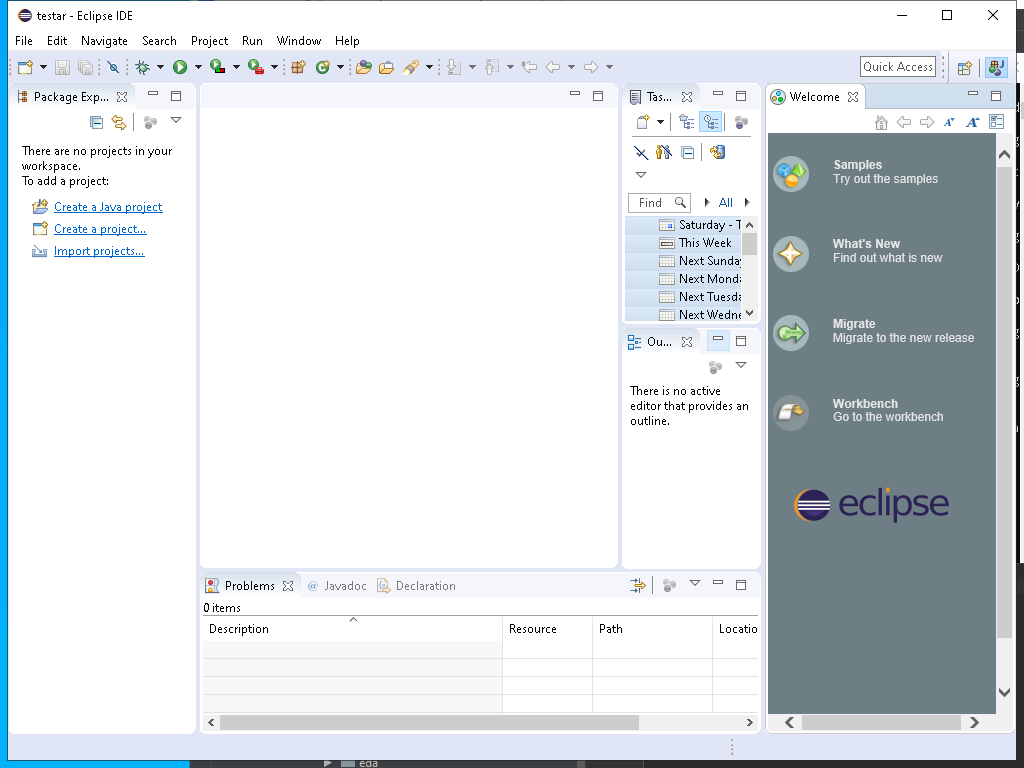 testar - Eclipse IDE
File Edit Navigate Search Project Run Window Help
Quick Access
Package Exp...
There are no projects in your
workspace.
To add a project:
Create a Java project
Create a project...
Import projects...
Tas...
Find
All
Saturday - T
This Week
Next Sunday
Next Monda
Next Tuesda
Next Wedne
Ou...
There is no active
editor that provides an
outline.
Welcome
Samples
Try out the samples
What's New
Find out what is new
Migrate
Migrate to the new release
Workbench
Go to the workbench
eclipse
Problems
@ Javadoc
Declaration
0 items
Description Resource Path Locatio
eda